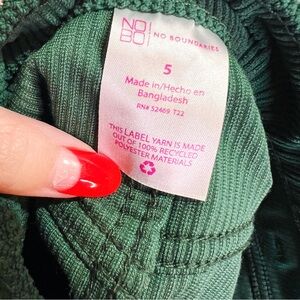 NO
BO
NO BOUNDARIES
5
Made in/Hecho en
Bangladesh
RN# 52469 T22
THIS LABEL YARN IS MADE
OUT OF 100% RECYCLED
POLYESTER MATERIALS